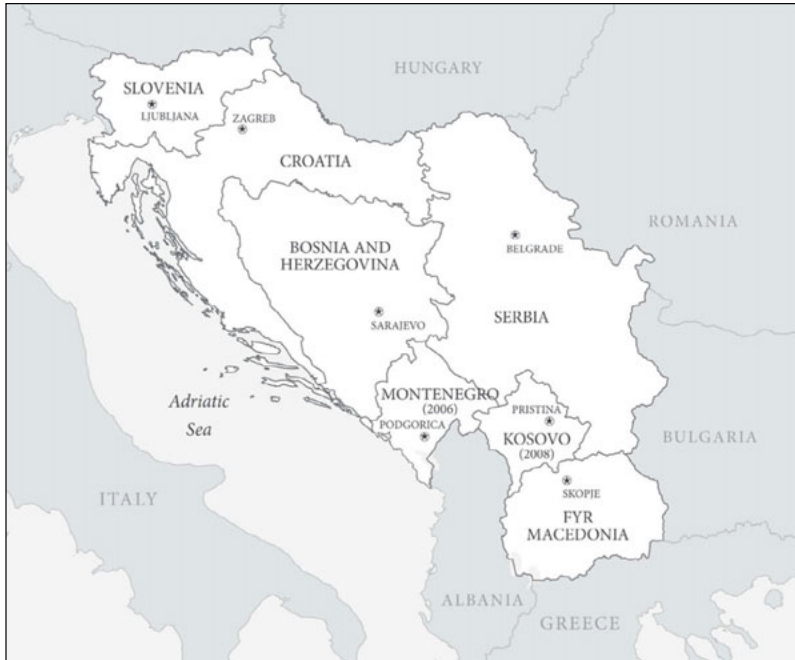 HUNGARY
SLOVENIA
LJUBLJANA
ZAGREB
CROATIA
ROMANIA
BOSNIA AND
HERZEGOVINA
BELGRADE
SARAJEVO
SERBIA
Adriatic
Sea
MONTENEGRO
(2006)
PODGORICA
PRISTINA
KOSOVO
(2008)
BULGARIA
ITALY
SKOPJE
FYR
MACEDONIA
ALBANIA
GREECE